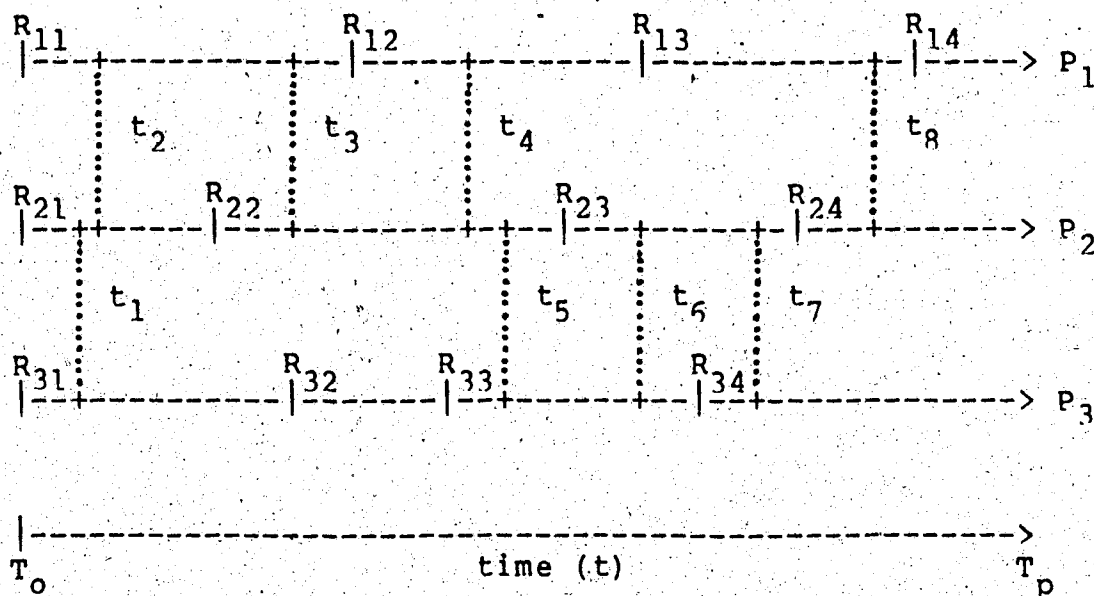 R11 R12 R13 R14
P1
t2 t3 t4 t8
R21 R22 R23 R24
P2
t1 t5 t6 t7
R31 R32 R33 R34
P3
To time (t) Tp